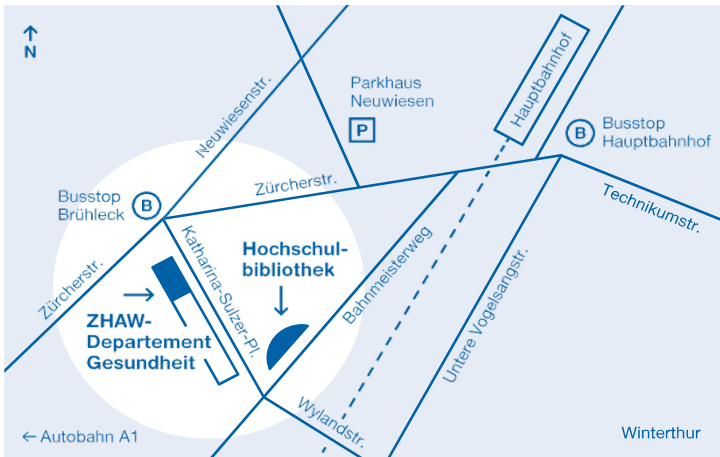 N
Neuwiesenstr.
Parkhaus
Neuwiesen
P
Hauptbahnhof
B
Busstop
Hauptbahnhof
Busstop
Brühleck
B
Zürcherstr.
Technikumstr.
Zürcherstr.
Katharina-Sulzer-Pl.
Hochschul-
bibliothek
Bahnmeisterweg
Untere Vogelsangstr.
ZHAW-
Departement
Gesundheit
Wylandstr.
← Autobahn A1
Winterthur